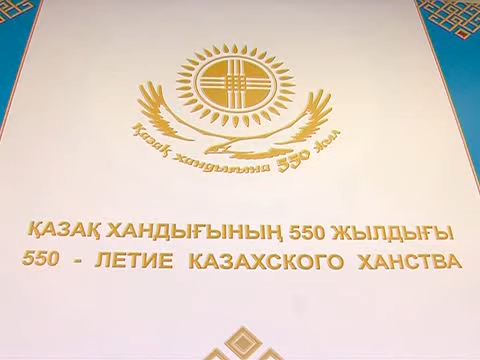 Қазақ хандығына 550 жыл
ҚАЗАҚ ХАНДЫҒЫНЫҢ 550 ЖЫЛДЫҒЫ
550 - ЛЕТИЕ КАЗАХСКОГО ХАНСТВА